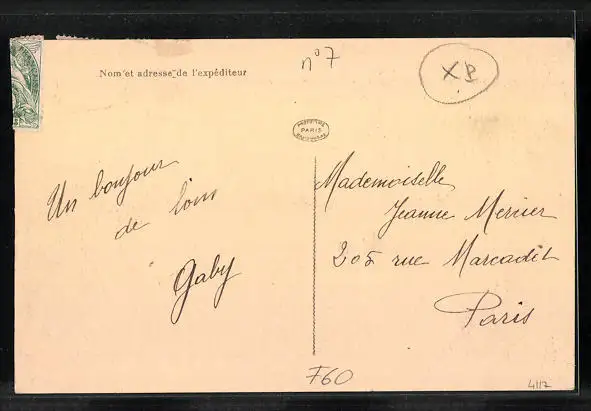 Nom et adresse de l'expéditeur
n° 7
XP
PARIS
Un bonjour
de loin
Gaby
Mademoiselle
Jeanne Mercier
205 rue Marcadet
Paris
F60
4117